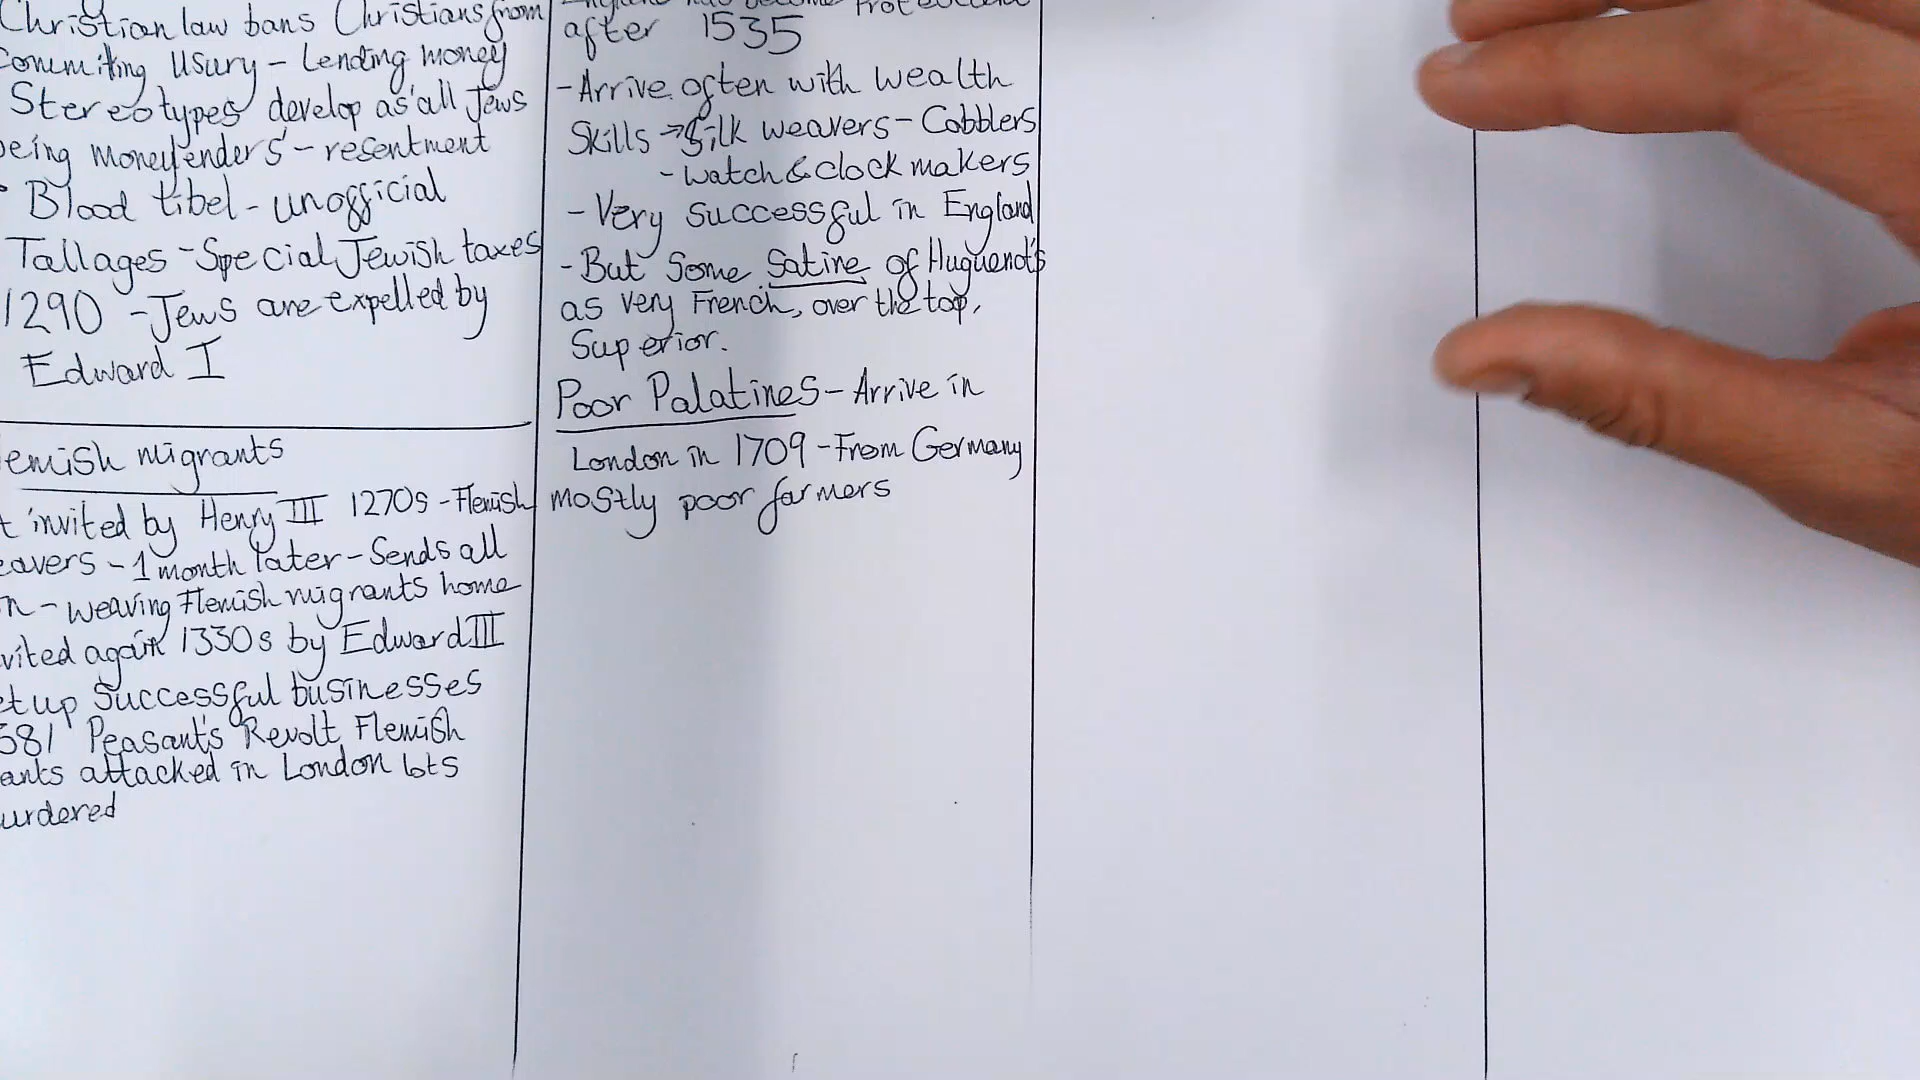 Christian law bans Christians from
Commiting Usury - Lending money
Stereotypes develop as 'all Jews
being moneylenders' - resentment
• Blood libel - unofficial
Tallages - Special Jewish taxes
1290 - Jews are expelled by
Edward I
emish migrants
t invited by Henry III 1270s - Flemish
eavers - 1 month later - Sends all
n - weaving Flemish migrants home
vited again 1330s by Edward III
et up Successful businesses
381 Peasant's Revolt Flemish
ants attacked in London lots
urdered
after 1535
- Arrive often with wealth
Skills → Silk weavers - Cobblers
- Watch & clock makers
- Very successful in England
- But Some Satire of Huguenot's
as very French, over the top,
Superior.
Poor Palatines - Arrive in
London in 1709 - From Germany
mostly poor farmers